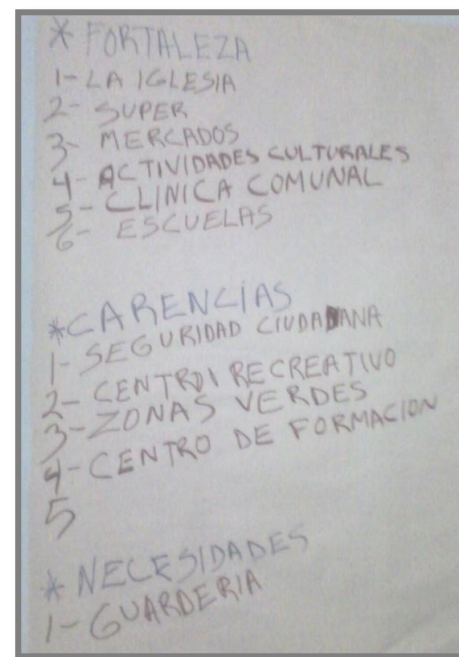 * FORTALEZA
1- LA IGLESIA
2- SUPER
3- MERCADOS
4- ACTIVIDADES CULTURALES
5- CLINICA COMUNAL
6- ESCUELAS
*CARENCIAS
1- SEGURIDAD CIUDADANA
2- CENTROI RECREATIVO
3- ZONAS VERDES
4- CENTRO DE FORMACION
5
* NECESIDADES
1- GUARDERIA